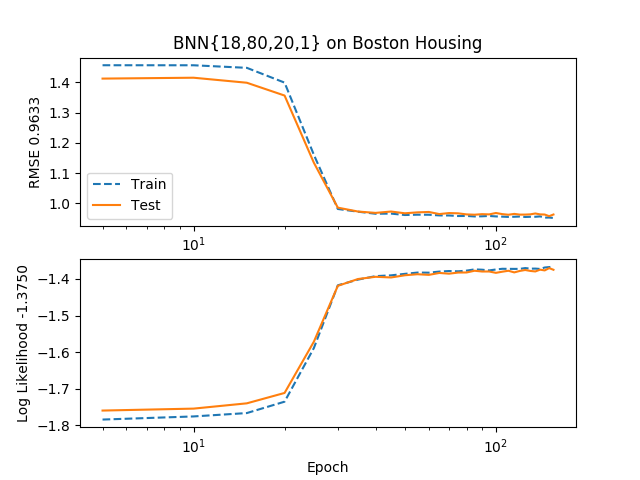 BNN{18,80,20,1} on Boston Housing
RMSE 0.9633
1.4
1.3
1.2
1.1
1.0
Train
Test
10¹
10²
Log Likelihood -1.3750
−1.4
−1.5
−1.6
−1.7
−1.8
10¹
10²
Epoch